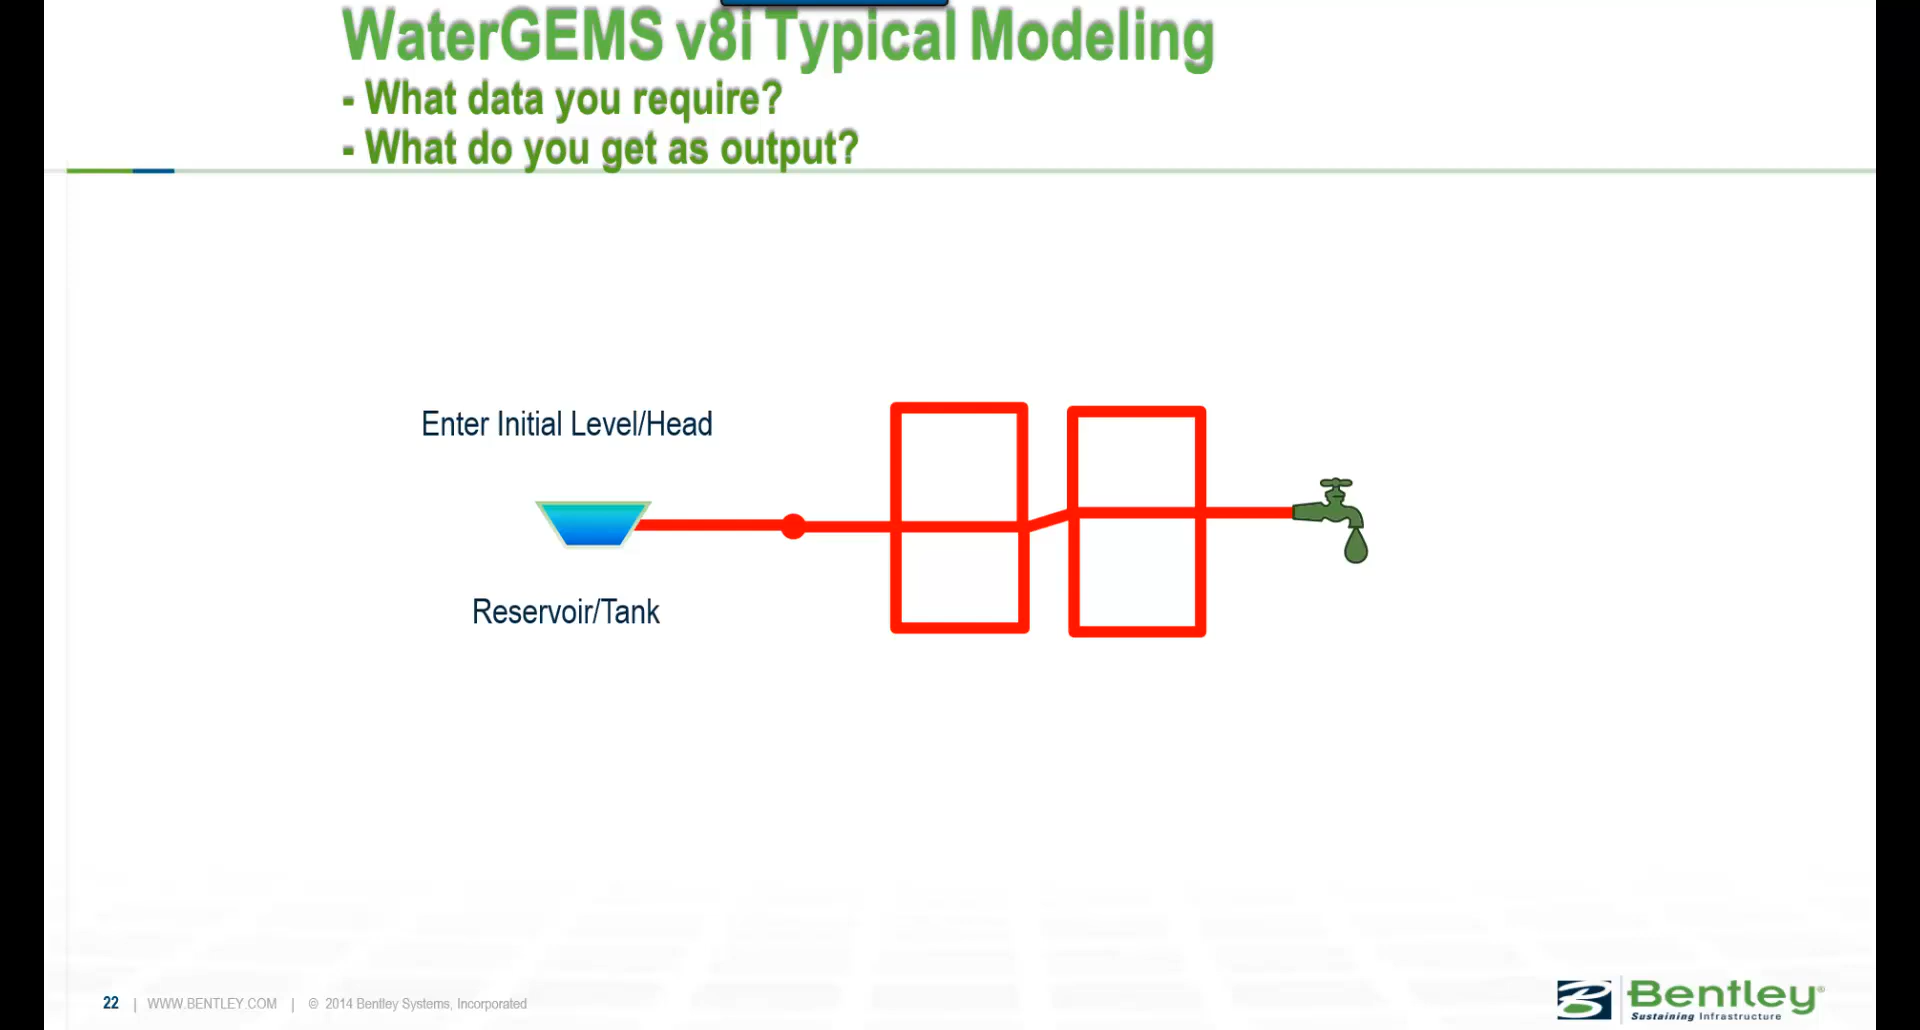 WaterGEMS v8i Typical Modeling
- What data you require?
- What do you get as output?
Enter Initial Level/Head
Reservoir/Tank
22 | WWW.BENTLEY.COM | © 2014 Bentley Systems, Incorporated
Bentley®
Sustaining Infrastructure